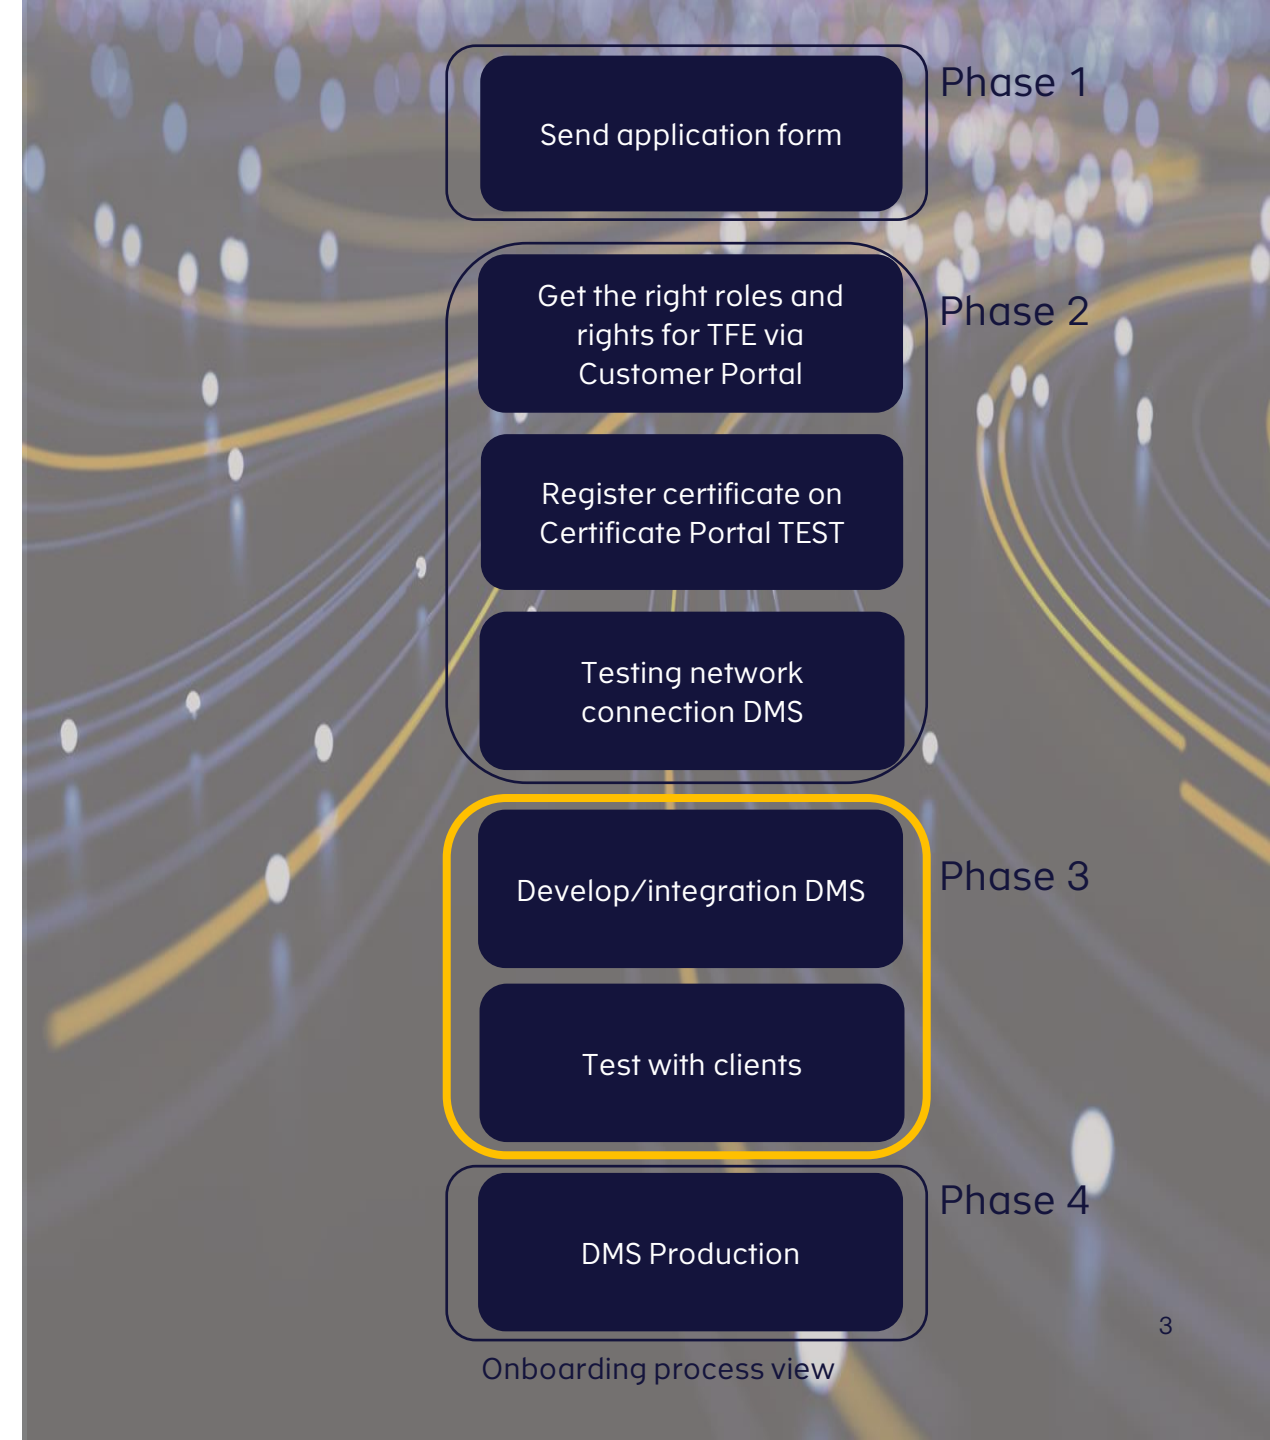 Phase 1
Send application form
Get the right roles and
rights for TFE via
Customer Portal
Phase 2
Register certificate on
Certificate Portal TEST
Testing network
connection DMS
Develop/integration DMS
Phase 3
Test with clients
Phase 4
DMS Production
3
Onboarding process view